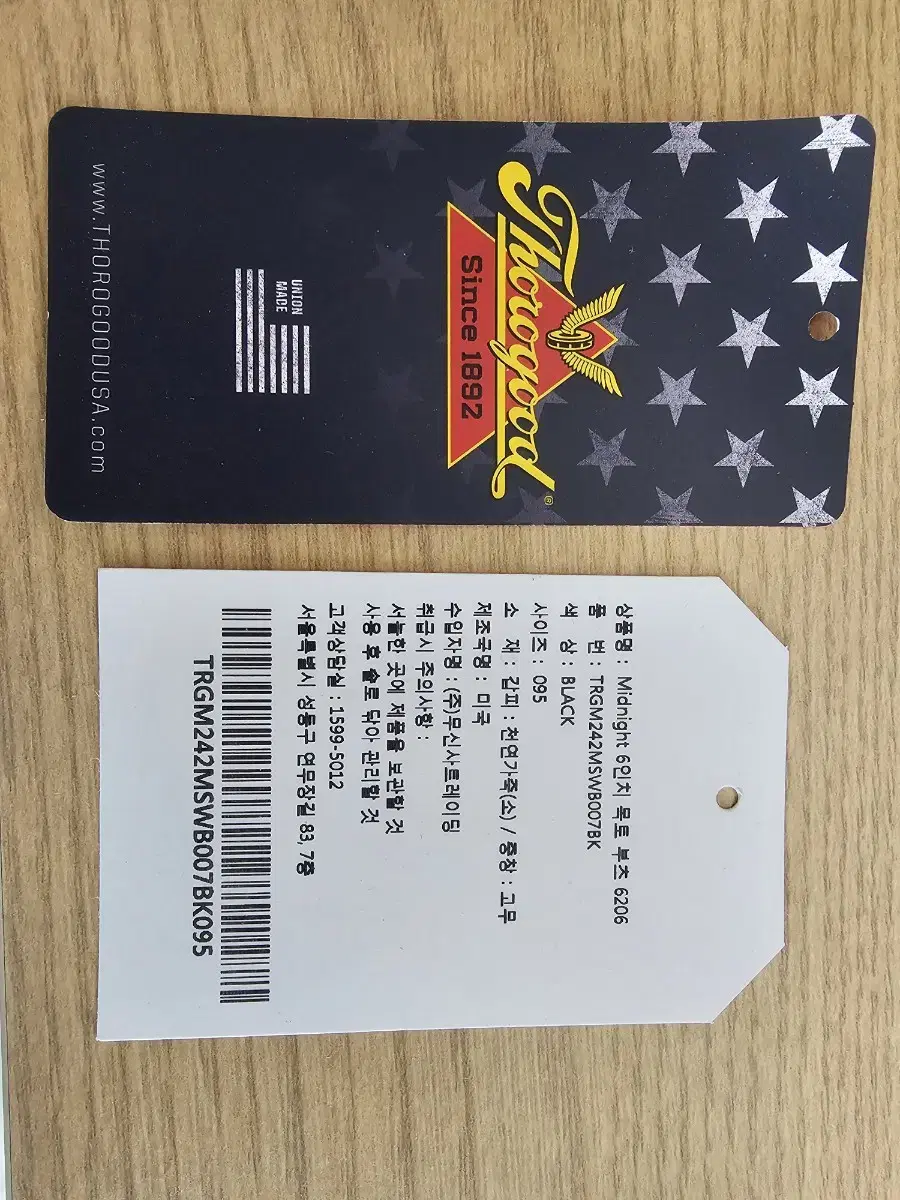 Thorogood®
Since 1892
UNION
MADE
www.THOROGOODUSA.com
상품명 : Midnight 6인치 목토 부츠 6206
품 번 : TRGM242MSWB007BK
색 상 : BLACK
사이즈 : 095
소 재 : 갑피 : 천연가죽(소) / 중창 : 고무
제조국명 : 미국
수입자명 : (주)무신사트레이딩
취급시 주의사항 :
서늘한 곳에 제품을 보관할 것
사용 후 솔로 닦아 관리할 것
고객상담실 : 1599-5012
서울특별시 성동구 연무장길 83, 7층
TRGM242MSWB007BK095